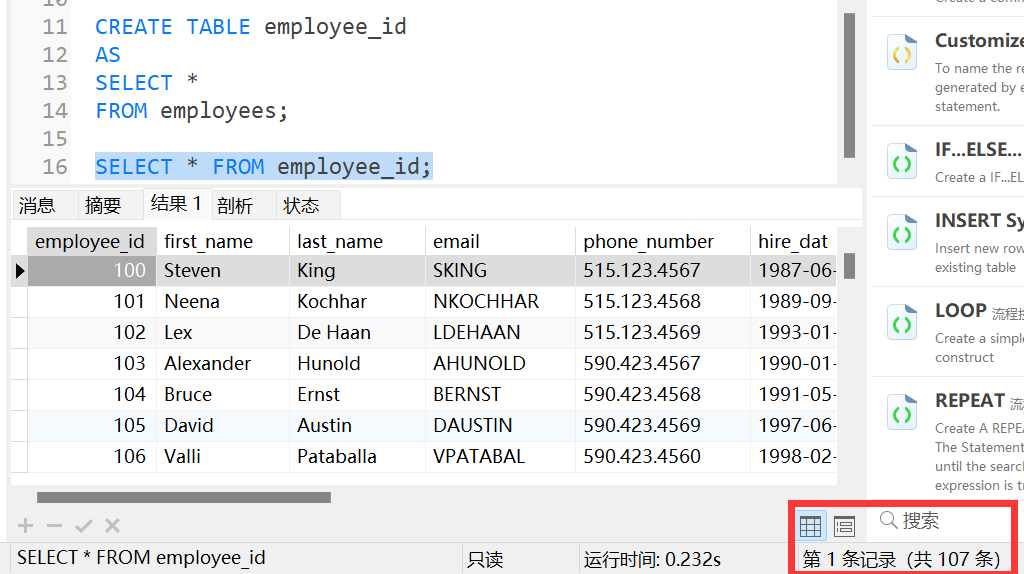 11 CREATE TABLE employee_id
12 AS
13 SELECT *
14 FROM employees;
15
16 SELECT * FROM employee_id;
消息 摘要 结果 1 剖析 状态
employee_id first_name last_name email phone_number hire_dat
100 Steven King SKING 515.123.4567 1987-06-
101 Neena Kochhar NKOCHHAR 515.123.4568 1989-09-
102 Lex De Haan LDEHAAN 515.123.4569 1993-01-
103 Alexander Hunold AHUNOLD 590.423.4567 1990-01-
104 Bruce Ernst BERNST 590.423.4568 1991-05-
105 David Austin DAUSTIN 590.423.4569 1997-06-
106 Valli Pataballa VPATABAL 590.423.4560 1998-02-
Customize
To name the re
generated by e
statement.
IF...ELSE...
Create a IF...EL
INSERT Sy
Insert new row
existing table
LOOP 流程控
Create a simple
construct
REPEAT 流
Create A REPEA
The Statement
until the search
expression is tr
搜索
SELECT * FROM employee_id 只读 运行时间: 0.232s 第 1 条记录 (共 107 条)